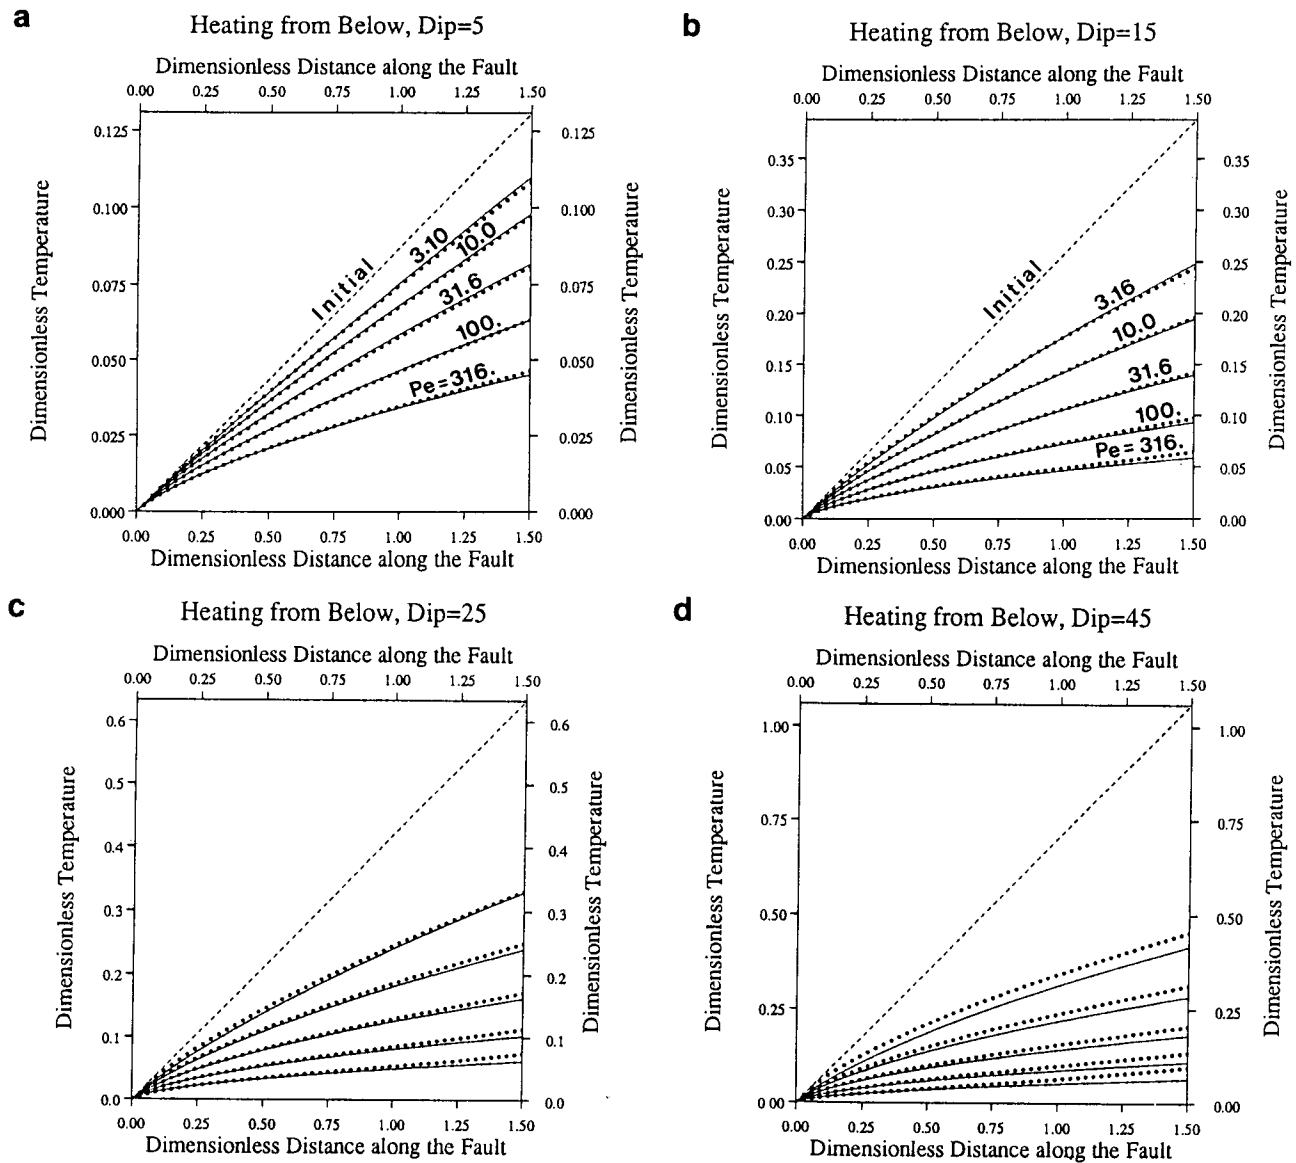 a
Heating from Below, Dip=5
Dimensionless Distance along the Fault
0.00 0.25 0.50 0.75 1.00 1.25 1.50
0.125 0.125
0.100 0.100
0.075 0.075
0.050 0.050
0.025 0.025
0.000 0.000
Dimensionless Temperature
Initial
3.10
10.0
31.6
100.
Pe=316.
Dimensionless Temperature
0.00 0.25 0.50 0.75 1.00 1.25 1.50
Dimensionless Distance along the Fault
b
Heating from Below, Dip=15
Dimensionless Distance along the Fault
0.00 0.25 0.50 0.75 1.00 1.25 1.50
0.35 0.35
0.30 0.30
0.25 0.25
0.20 0.20
0.15 0.15
0.10 0.10
0.05 0.05
0.00 0.00
Dimensionless Temperature
Initial
3.16
10.0
31.6
100.
Pe=316.
Dimensionless Temperature
0.00 0.25 0.50 0.75 1.00 1.25 1.50
Dimensionless Distance along the Fault
c
Heating from Below, Dip=25
Dimensionless Distance along the Fault
0.00 0.25 0.50 0.75 1.00 1.25 1.50
0.6 0.6
0.5 0.5
0.4 0.4
0.3 0.3
0.2 0.2
0.1 0.1
0.0 0.0
Dimensionless Temperature
Dimensionless Temperature
0.00 0.25 0.50 0.75 1.00 1.25 1.50
Dimensionless Distance along the Fault
d
Heating from Below, Dip=45
Dimensionless Distance along the Fault
0.00 0.25 0.50 0.75 1.00 1.25 1.50
1.00 1.00
0.75 0.75
0.50 0.50
0.25 0.25
0.00 0.00
Dimensionless Temperature
Dimensionless Temperature
0.00 0.25 0.50 0.75 1.00 1.25 1.50
Dimensionless Distance along the Fault